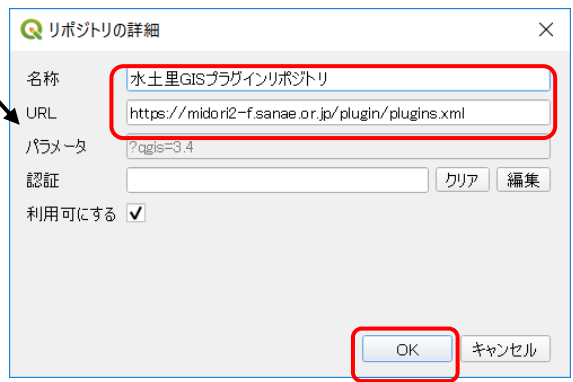 リポジトリの詳細
名称 水土里GISプラグインリポジトリ
URL https://midori2-f.sanae.or.jp/plugin/plugins.xml
パラメータ ?qgis=3.4
認証 クリア 編集
利用可にする
OK キャンセル